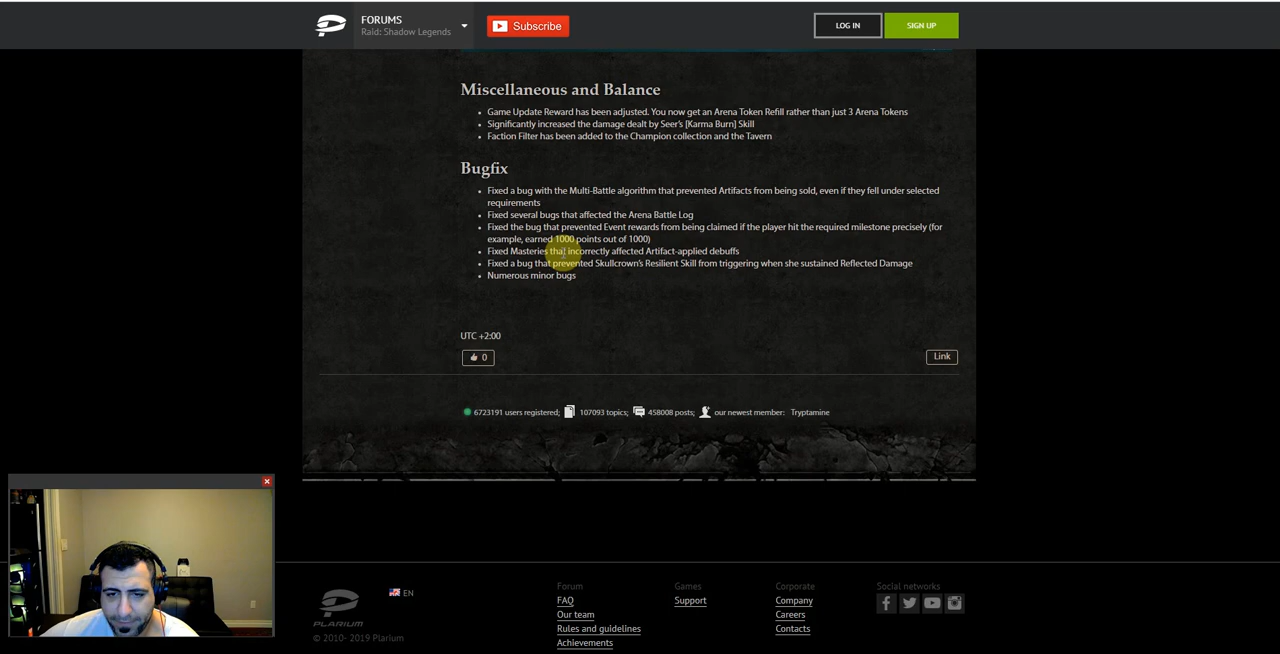 FORUMS
Raid: Shadow Legends
Subscribe
LOG IN
SIGN UP
Miscellaneous and Balance
Game Update Reward has been adjusted. You now get an Arena Token Refill rather than just 3 Arena Tokens
Significantly increased the damage dealt by Seer's [Karma Burn] Skill
Faction Filter has been added to the Champion collection and the Tavern
Bugfix
Fixed a bug with the Multi-Battle algorithm that prevented Artifacts from being sold, even if they fell under selected
requirements
Fixed several bugs that affected the Arena Battle Log
Fixed the bug that prevented Event rewards from being claimed if the player hit the required milestone precisely (for
example, earned 1000 points out of 1000)
Fixed Masteries that incorrectly affected Artifact-applied debuffs
Fixed a bug that prevented Skullcrown's Resilient Skill from triggering when she sustained Reflected Damage
Numerous minor bugs
UTC +2:00
0
Link
6723191 users registered; 107093 topics; 458008 posts; our newest member: Tryptamine
EN
PLARIUM
© 2010- 2019 Plarium
Forum
FAQ
Our team
Rules and guidelines
Achievements
Games
Support
Corporate
Company
Careers
Contacts
Social networks